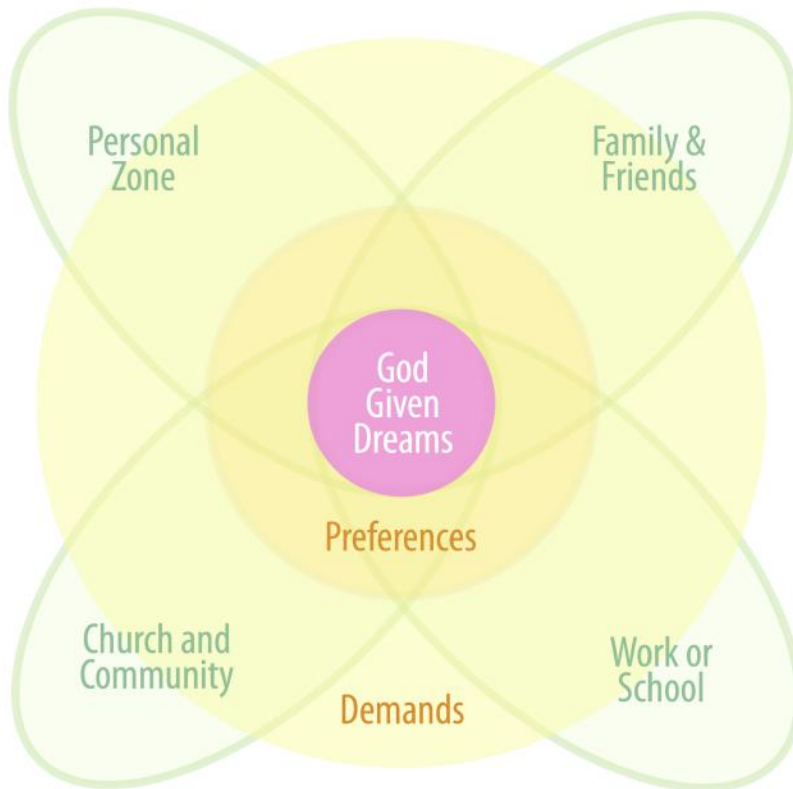 Personal
Zone
Family &
Friends
God
Given
Dreams
Preferences
Church and
Community
Work or
School
Demands